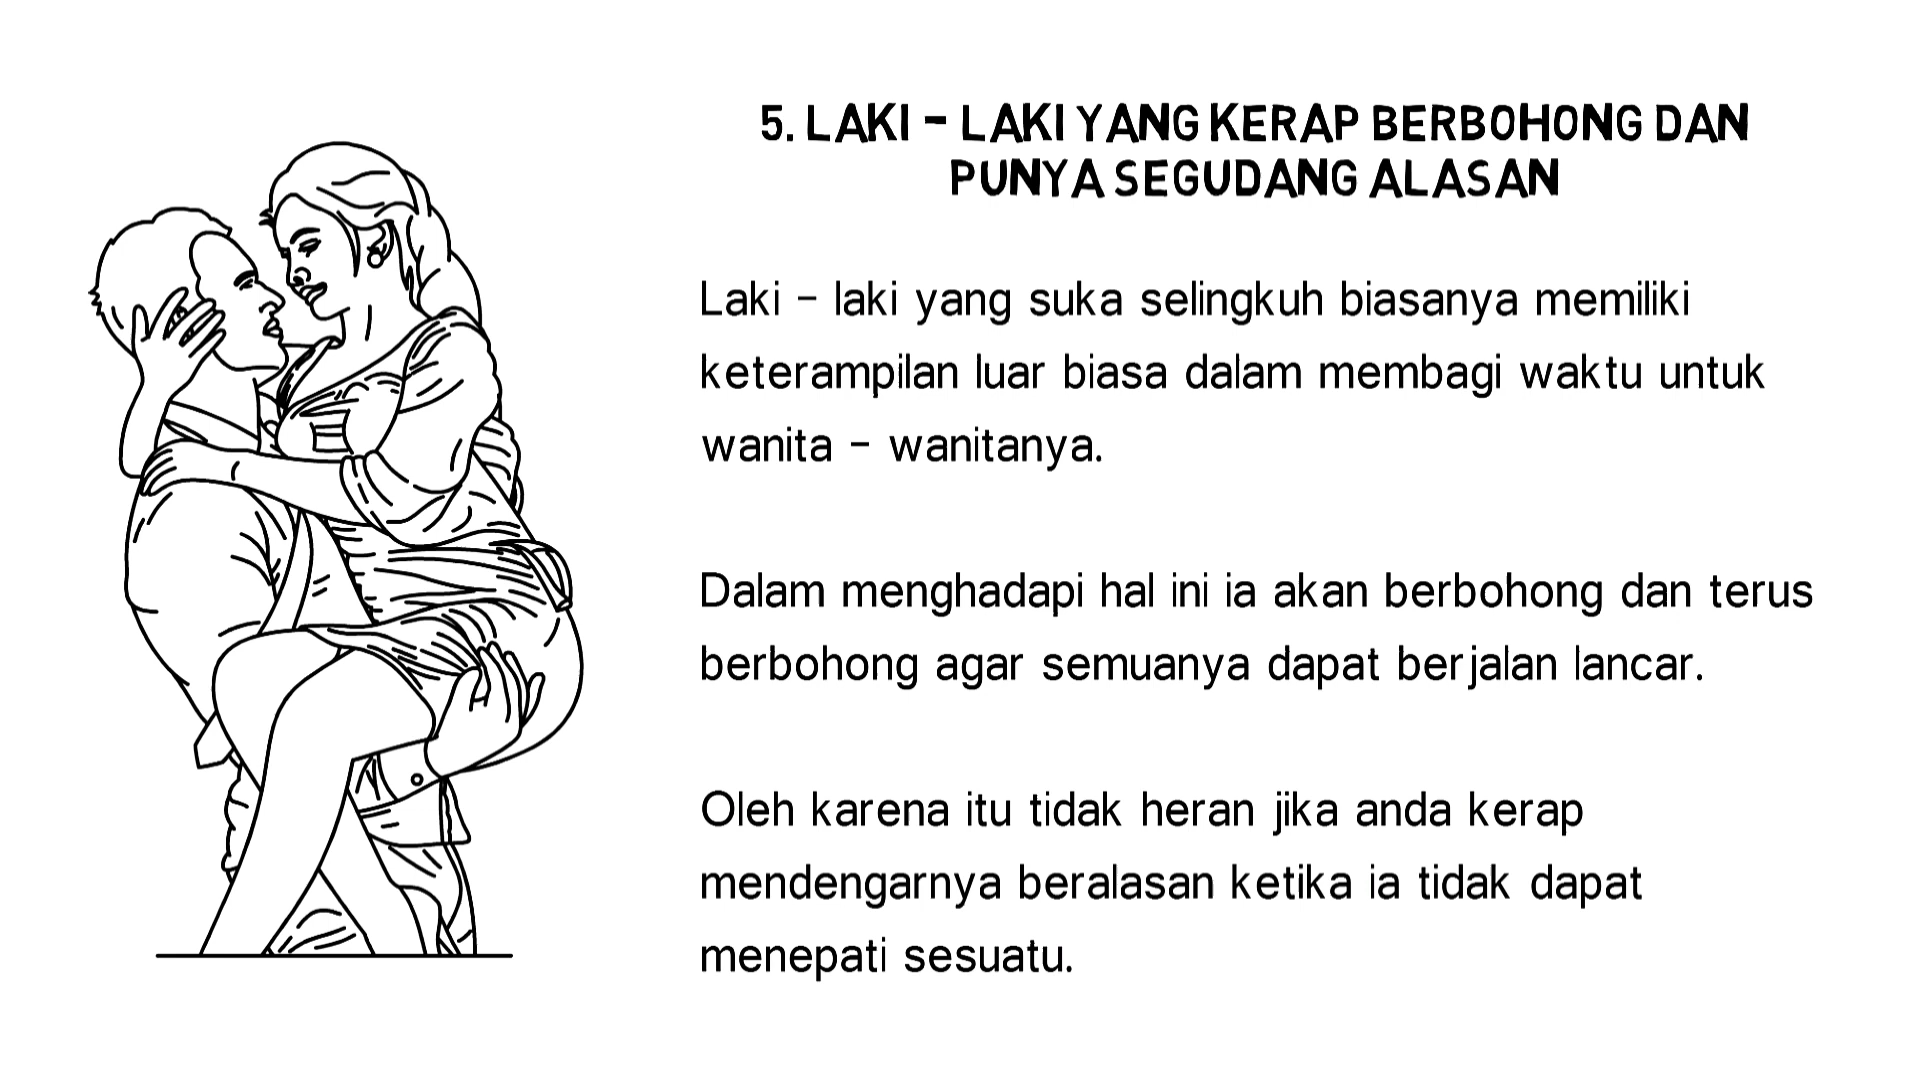 5. LAKI - LAKI YANG KERAP BERBOHONG DAN
PUNYA SEGUDANG ALASAN
Laki - laki yang suka selingkuh biasanya memiliki
keterampilan luar biasa dalam membagi waktu untuk
wanita - wanitanya.
Dalam menghadapi hal ini ia akan berbohong dan terus
berbohong agar semuanya dapat berjalan lancar.
Oleh karena itu tidak heran jika anda kerap
mendengarnya beralasan ketika ia tidak dapat
menepati sesuatu.